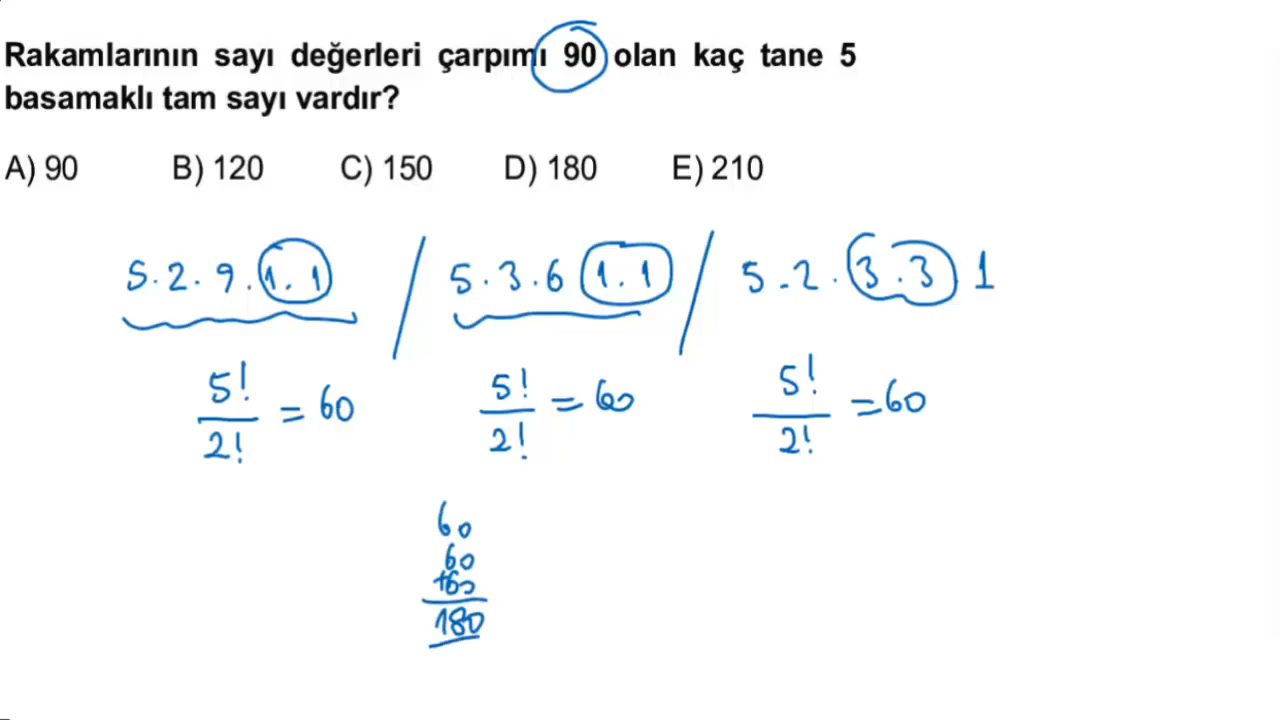 Rakamlarının sayı değerleri çarpımı 90 olan kaç tane 5
basamaklı tam sayı vardır?
A) 90 B) 120 C) 150 D) 180 E) 210
5.2.9.1.1 / 5.3.6 1.1 / 5.2.3.3 1
5!/2! = 60 5!/2! = 60 5!/2! = 60
60
60
+60
180